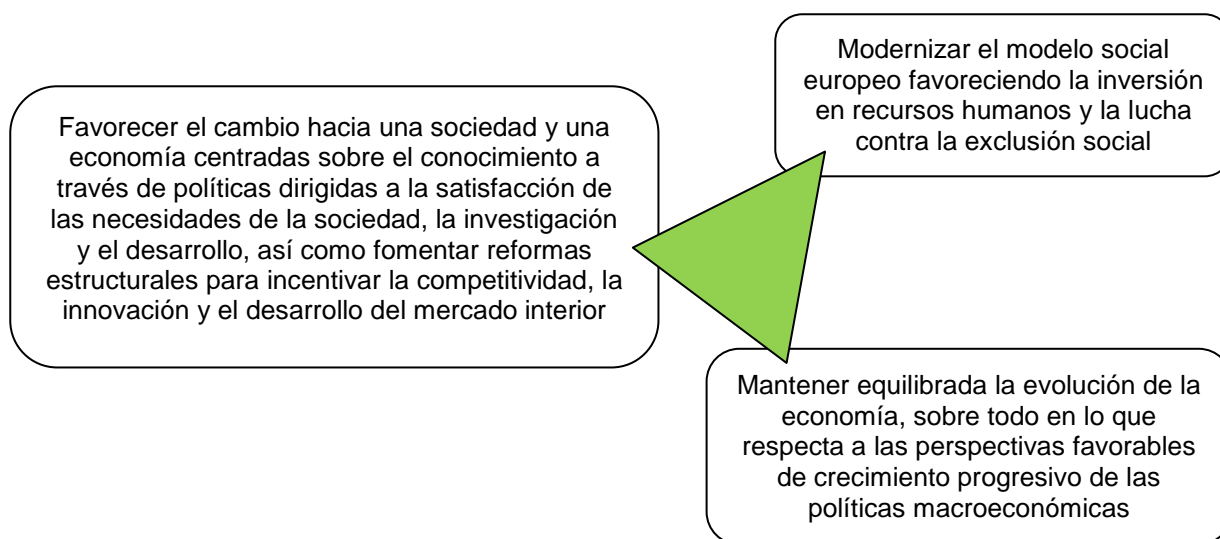 Favorecer el cambio hacia una sociedad y una
economía centradas sobre el conocimiento a
través de políticas dirigidas a la satisfacción de
las necesidades de la sociedad, la investigación
y el desarrollo, así como fomentar reformas
estructurales para incentivar la competitividad, la
innovación y el desarrollo del mercado interior
Modernizar el modelo social
europeo favoreciendo la inversión
en recursos humanos y la lucha
contra la exclusión social
Mantener equilibrada la evolución de la
economía, sobre todo en lo que
respecta a las perspectivas favorables
de crecimiento progresivo de las
políticas macroeconómicas